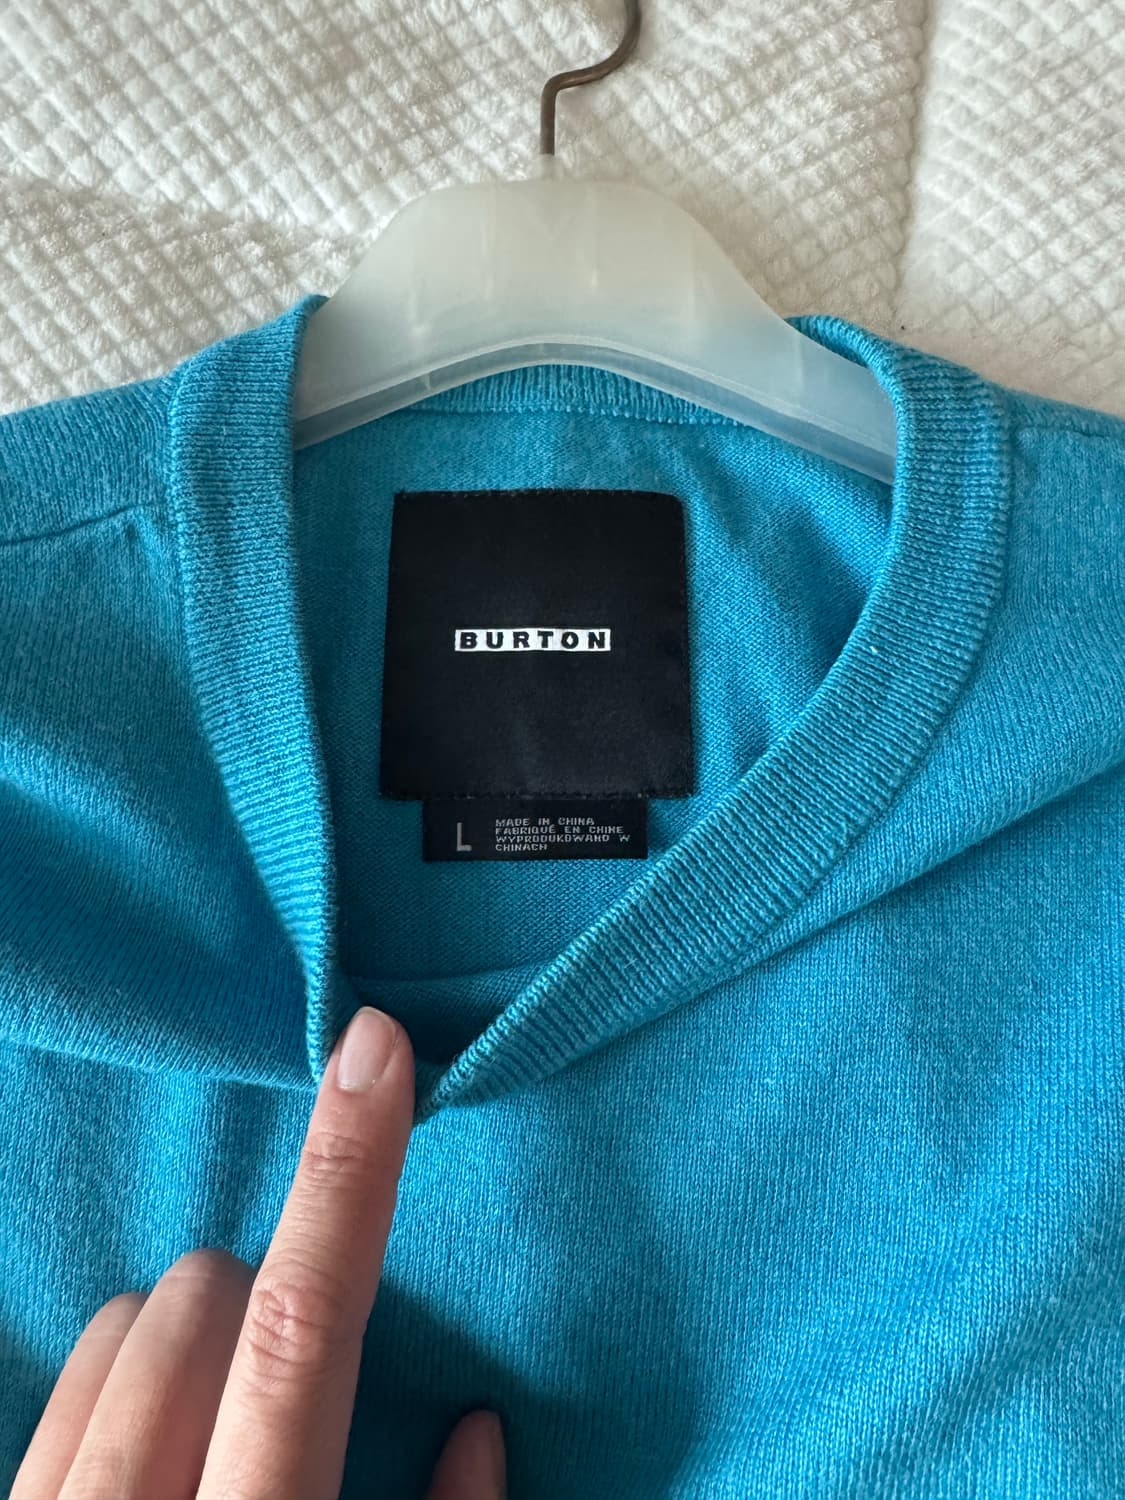 BURTON
L
MADE IN CHINA
FABRIQUÉ EN CHINE
WYPRODUKOWANO W
CHINACH